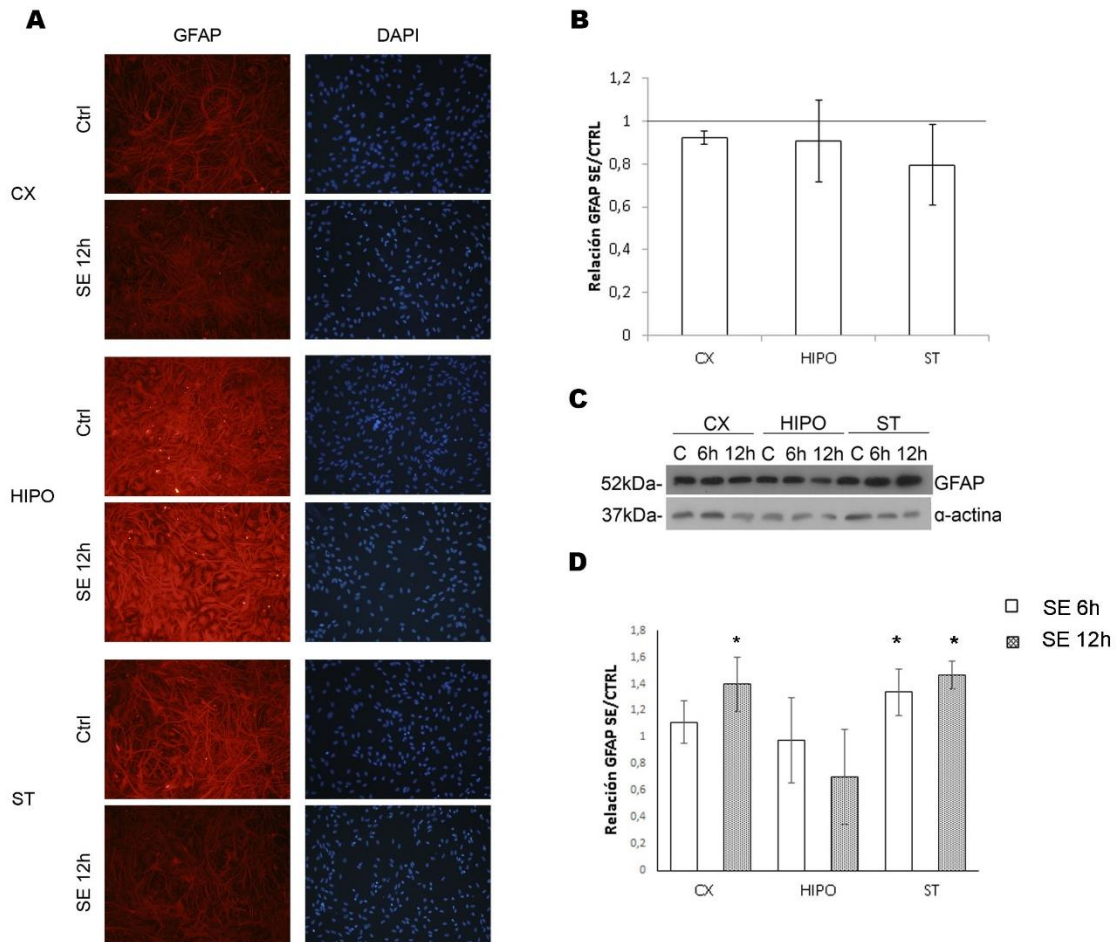 A
GFAP
DAPI
CX
Ctrl
SE 12h
HIPO
Ctrl
SE 12h
ST
Ctrl
SE 12h
B
Relación GFAP SE/CTRL
1,2
1
0,8
0,6
0,4
0,2
0
CX HIPO ST
C
CX HIPO ST
C 6h 12h C 6h 12h C 6h 12h
52kDa- GFAP
37kDa- α-actina
D
SE 6h
SE 12h
Relación GFAP SE/CTRL
1,8
1,6
1,4
1,2
1
0,8
0,6
0,4
0,2
0
* * *
CX HIPO ST